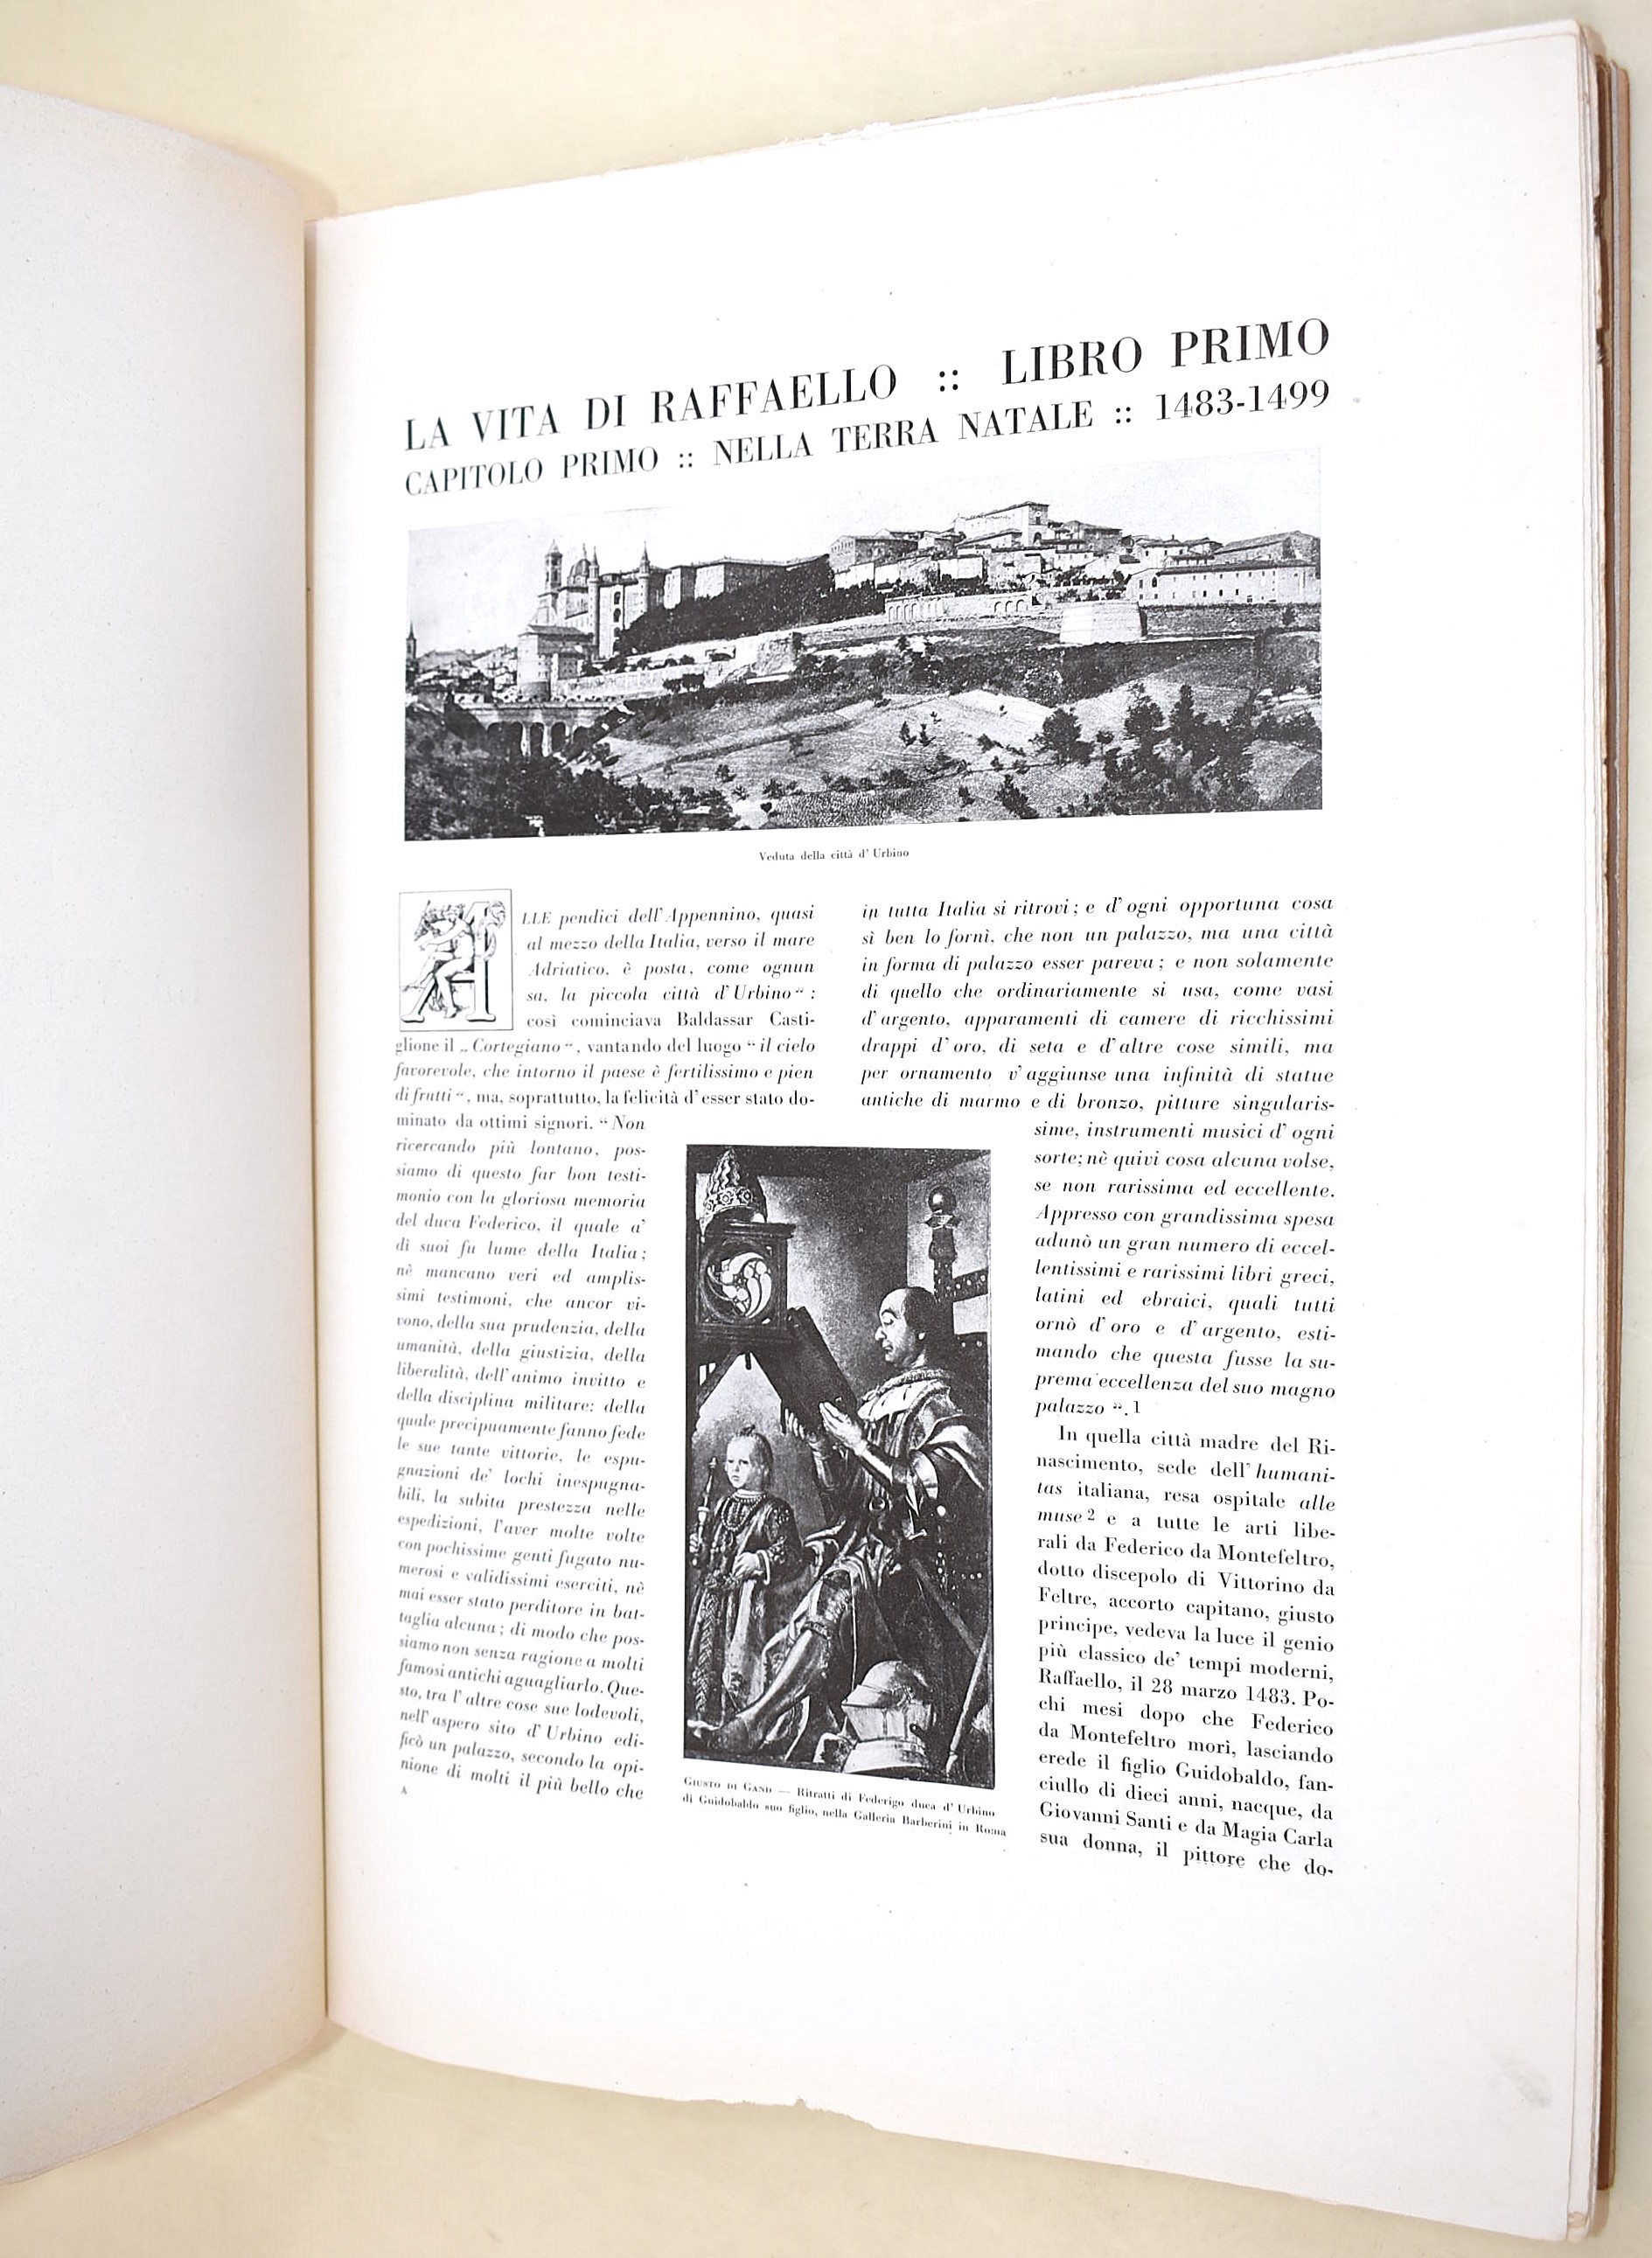 LA VITA DI RAFFAELLO :: LIBRO PRIMO
CAPITOLO PRIMO :: NELLA TERRA NATALE :: 1483-1499
Veduta della città d' Urbino
ALLE pendici dell'Appennino, quasi
al mezzo della Italia, verso il mare
Adriatico, è posta, come ognun
sa, la piccola città d'Urbino“ :
così cominciava Baldassar Casti-
glione il „ Cortegiano “, vantando del luogo “ il cielo
favorevole, che intorno il paese è fertilissimo e pien
di frutti “, ma, soprattutto, la felicità d'esser stato do-
minato da ottimi signori. “ Non
ricercando più lontano, pos-
siamo di questo far bon testi-
monio con la gloriosa memoria
del duca Federico, il quale a'
dì suoi fu lume della Italia ;
nè mancano veri ed amplis-
simi testimoni, che ancor vi-
vono, della sua prudenzia, della
umanità, della giustizia, della
liberalità, dell'animo invitto e
della disciplina militare: della
quale precipuamente fanno fede
le sue tante vittorie, le espu-
gnazioni de' lochi inespugna-
bili, la subita prestezza nelle
espedizioni, l'aver molte volte
con pochissime genti fugato nu-
merosi e validissimi eserciti, nè
mai esser stato perditore in bat-
taglia alcuna ; di modo che pos-
siamo non senza ragione a molti
famosi antichi aguagliarlo. Que-
sto, tra l' altre cose sue lodevoli,
nell' aspero sito d' Urbino edi-
ficò un palazzo, secondo la opi-
nione di molti il più bello che
A
GIUSTO DI GAND — Ritratti di Federigo duca d' Urbino
di Guidobaldo suo figlio, nella Galleria Barberini in Roma
in tutta Italia si ritrovi ; e d' ogni opportuna cosa
sì ben lo fornì, che non un palazzo, ma una città
in forma di palazzo esser pareva ; e non solamente
di quello che ordinariamente si usa, come vasi
d'argento, apparamenti di camere di ricchissimi
drappi d' oro, di seta e d'altre cose simili, ma
per ornamento v' aggiunse una infinità di statue
antiche di marmo e di bronzo, pitture singularis-
sime, instrumenti musici d' ogni
sorte; nè quivi cosa alcuna volse,
se non rarissima ed eccellente.
Appresso con grandissima spesa
adunò un gran numero di eccel-
lentissimi e rarissimi libri greci,
latini ed ebraici, quali tutti
ornò d' oro e d' argento, esti-
mando che questa fusse la su-
prema eccellenza del suo magno
palazzo ”.1
In quella città madre del Ri-
nascimento, sede dell' humani-
tas italiana, resa ospitale alle
muse 2 e a tutte le arti libe-
rali da Federico da Montefeltro,
dotto discepolo di Vittorino da
Feltre, accorto capitano, giusto
principe, vedeva la luce il genio
più classico de' tempi moderni,
Raffaello, il 28 marzo 1483. Po-
chi mesi dopo che Federico
da Montefeltro morì, lasciando
erede il figlio Guidobaldo, fan-
ciullo di dieci anni, nacque, da
Giovanni Santi e da Magia Carla
sua donna, il pittore che do-